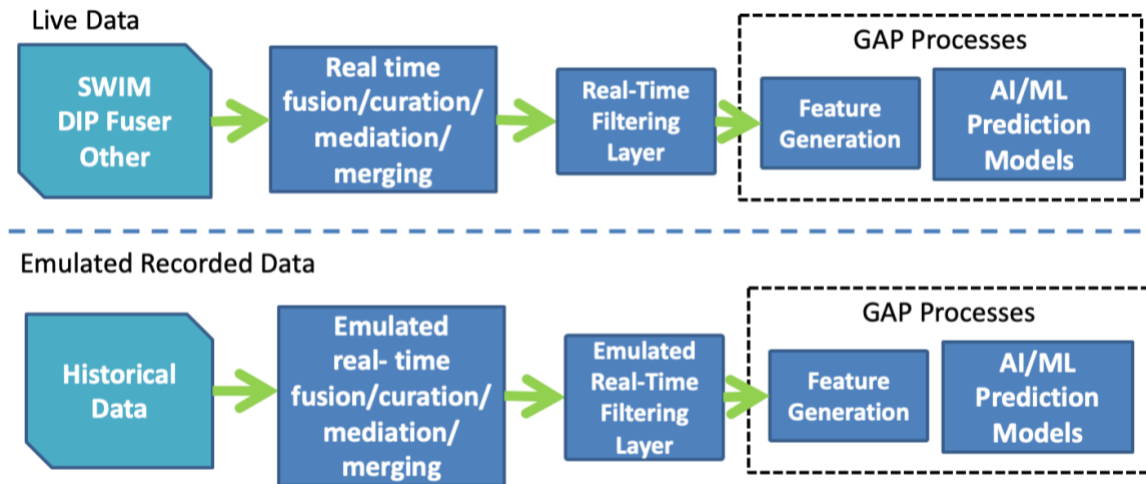 Live Data
SWIM
DIP Fuser
Other
Real time
fusion/curation/
mediation/
merging
Real-Time
Filtering
Layer
GAP Processes
Feature
Generation
AI/ML
Prediction
Models
Emulated Recorded Data
Historical
Data
Emulated
real- time
fusion/curation/
mediation/
merging
Emulated
Real-Time
Filtering
Layer
GAP Processes
Feature
Generation
AI/ML
Prediction
Models